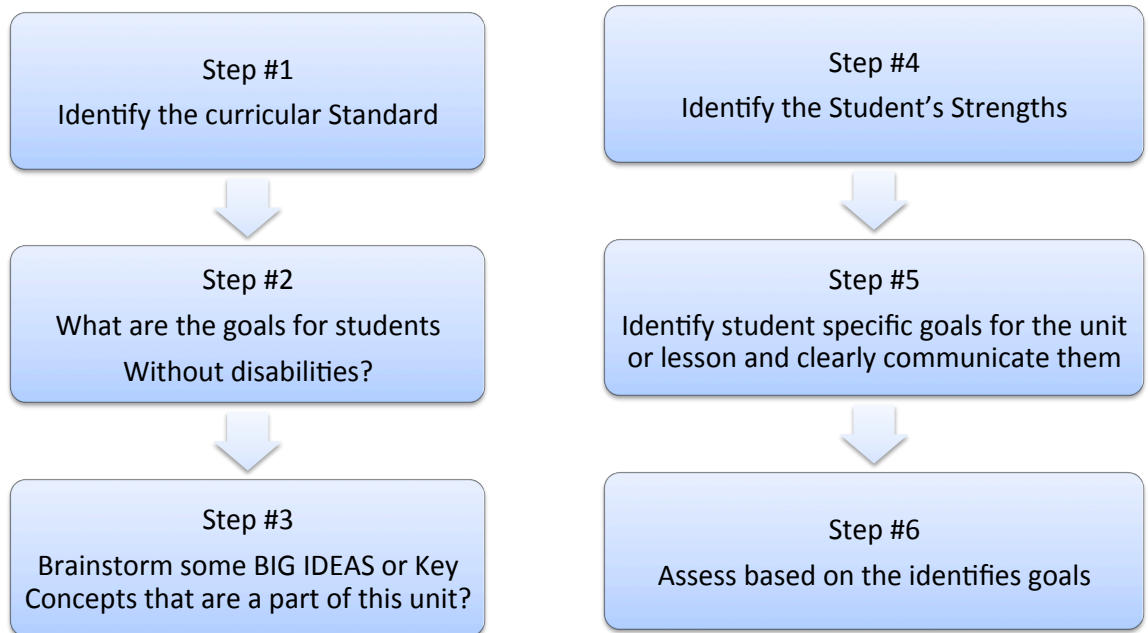 Step #1
Identify the curricular Standard
Step #2
What are the goals for students
Without disabilities?
Step #3
Brainstorm some BIG IDEAS or Key
Concepts that are a part of this unit?
Step #4
Identify the Student’s Strengths
Step #5
Identify student specific goals for the unit
or lesson and clearly communicate them
Step #6
Assess based on the identifies goals